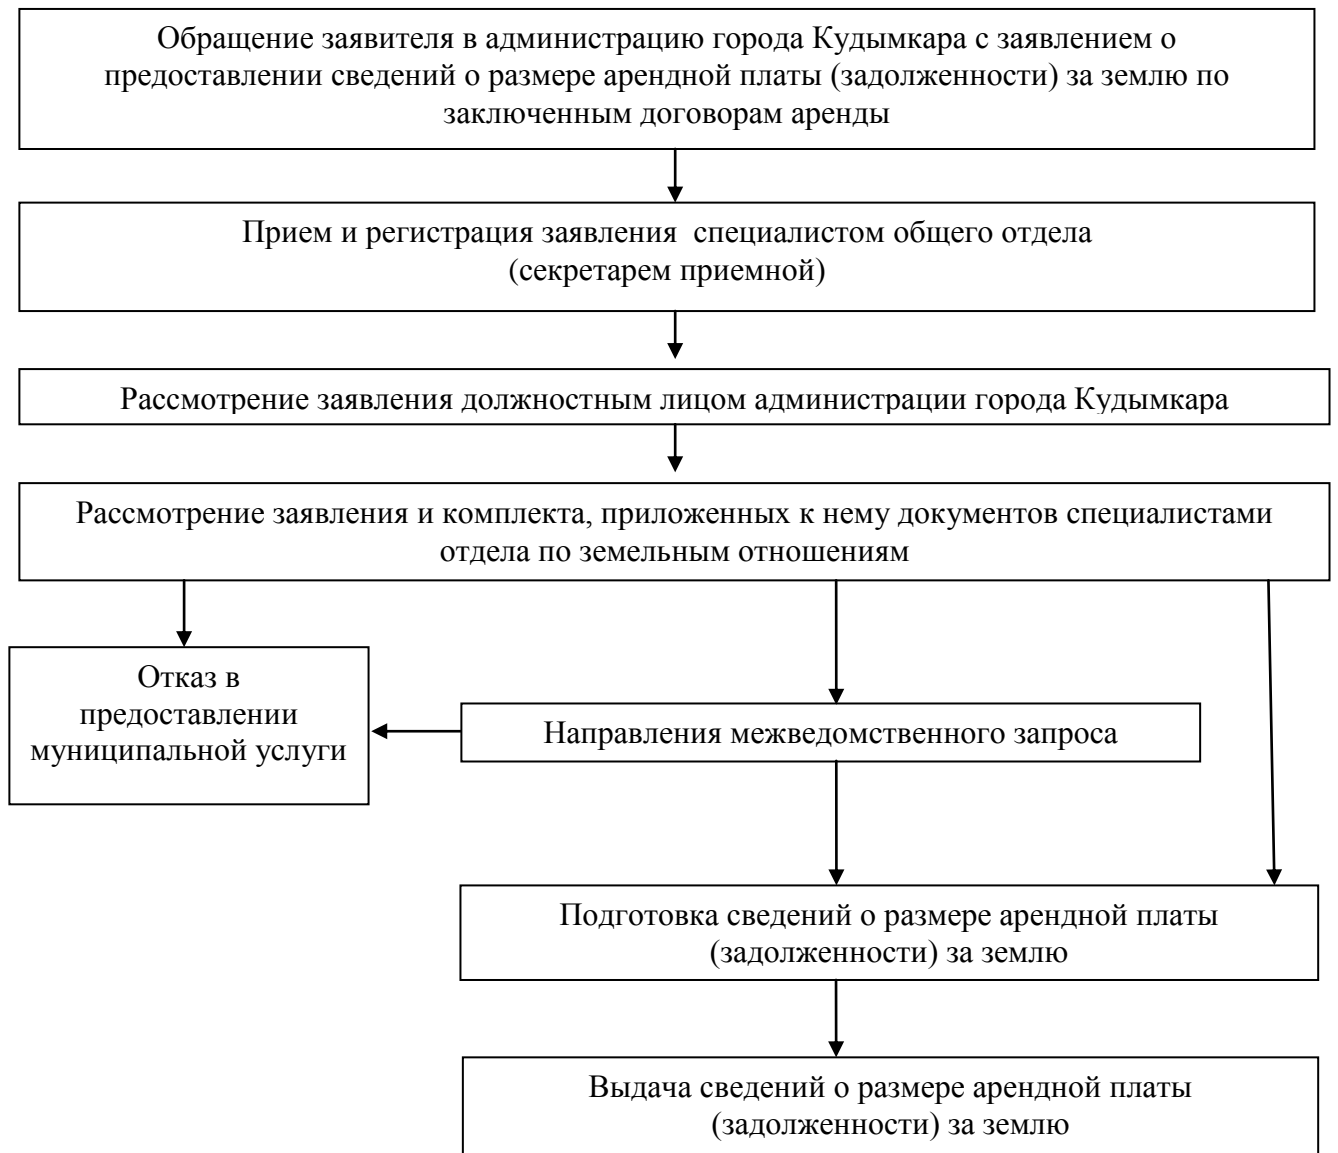 Обращение заявителя в администрацию города Кудымкара с заявлением о
предоставлении сведений о размере арендной платы (задолженности) за землю по
заключенным договорам аренды
Прием и регистрация заявления специалистом общего отдела
(секретарем приемной)
Рассмотрение заявления должностным лицом администрации города Кудымкара
Рассмотрение заявления и комплекта, приложенных к нему документов специалистами
отдела по земельным отношениям
Отказ в
предоставлении
муниципальной услуги
Направления межведомственного запроса
Подготовка сведений о размере арендной платы
(задолженности) за землю
Выдача сведений о размере арендной платы
(задолженности) за землю